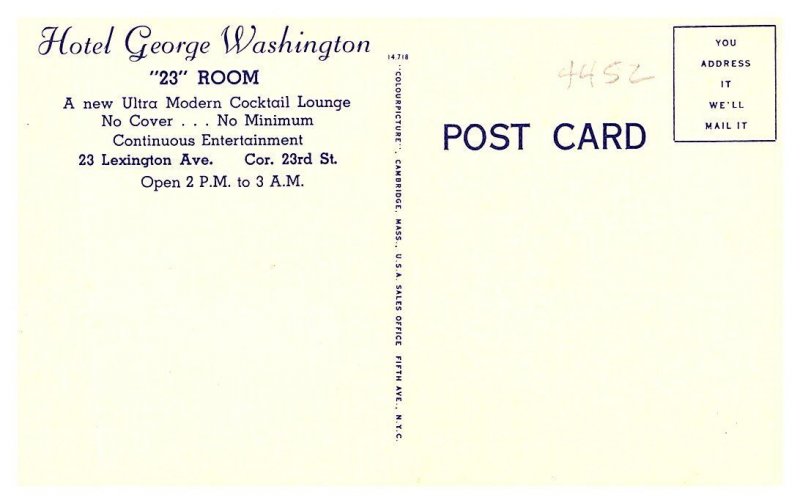 Hotel George Washington
"23" ROOM
A new Ultra Modern Cocktail Lounge
No Cover . . . No Minimum
Continuous Entertainment
23 Lexington Ave. Cor. 23rd St.
Open 2 P.M. to 3 A.M.
14,718
"COLOURPICTURE", CAMBRIDGE, MASS., U.S.A. SALES OFFICE FIFTH AVE., N.Y.C.
4452
POST CARD
YOU
ADDRESS
IT
WE'LL
MAIL IT